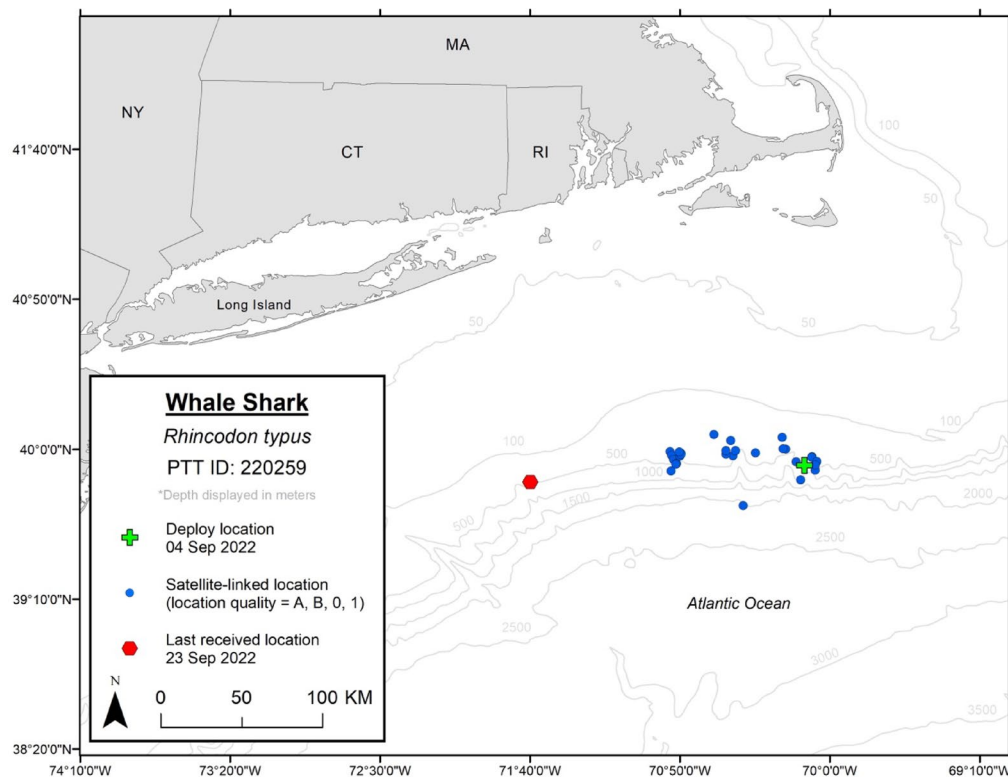 MA
NY
CT
RI
100
41°40'0"N
50
Long Island
40°50'0"N
50
50
Whale Shark
Rhincodon typus
PTT ID: 220259
*Depth displayed in meters
Deploy location
04 Sep 2022
Satellite-linked location
(location quality = A, B, 0, 1)
Last received location
23 Sep 2022
N
0 50 100 KM
100
100
40°0'0"N
500
500
1000
1500
500
2000
2500
39°10'0"N
Atlantic Ocean
2500
3000
3500
38°20'0"N
74°10'0"W 73°20'0"W 72°30'0"W 71°40'0"W 70°50'0"W 70°0'0"W 69°10'0"W